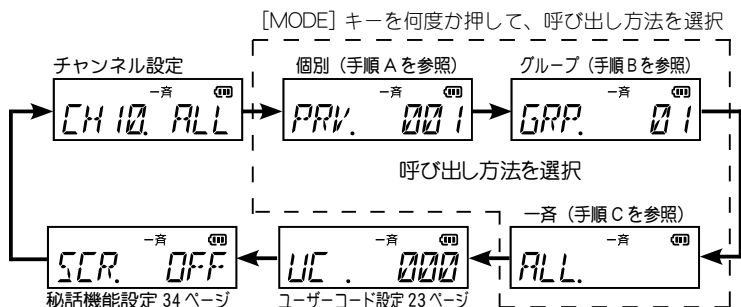 [MODE] キーを何度か押して、呼び出し方法を選択
チャンネル設定
個別（手順Aを参照）
グループ（手順Bを参照）
一斉
CH 10. ALL
一斉
PRV. 001
一斉
GRP. 01
呼び出し方法を選択
一斉（手順Cを参照）
一斉
SCR. OFF
一斉
UC . 000
一斉
ALL.
秘話機能設定 34 ページ
ユーザーコード設定 23 ページ